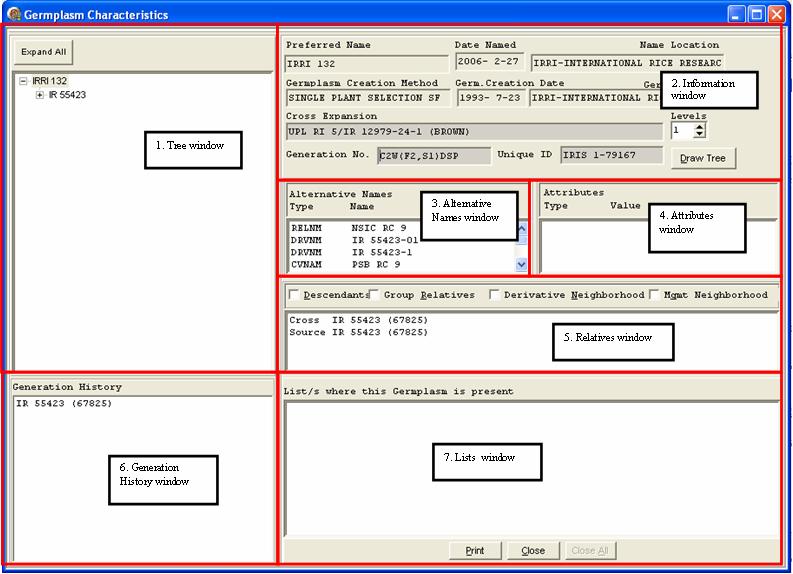 Germplasm Characteristics
Expand All
IRRI 132
IR 55423
1. Tree window
Preferred Name Date Named Name Location
IRRI 132 2006- 2-27 IRRI-INTERNATIONAL RICE RESEARC
Germplasm Creation Method Germ.Creation Date Ger
SINGLE PLANT SELECTION SF 1993- 7-23 IRRI-INTERNATIONAL RI
2. Information
window
Cross Expansion Levels
UPL RI 5/IR 12979-24-1 (BROWN) 1
Generation No. C2W(F2,S1)DSP Unique ID IRIS 1-79167 Draw Tree
Alternative Names
Type Name
RELNM NSIC RC 9
DRVNM IR 55423-01
DRVNM IR 55423-1
CVNAM PSB RC 9
3. Alternative
Names window
Attributes
Type Value
4. Attributes
window
Descendants Group Relatives Derivative Neighborhood Mgmt Neighborhood
Cross IR 55423 (67825)
Source IR 55423 (67825)
5. Relatives window
Generation History
IR 55423 (67825)
6. Generation
History window
List/s where this Germplasm is present
7. Lists window
Print Close Close All